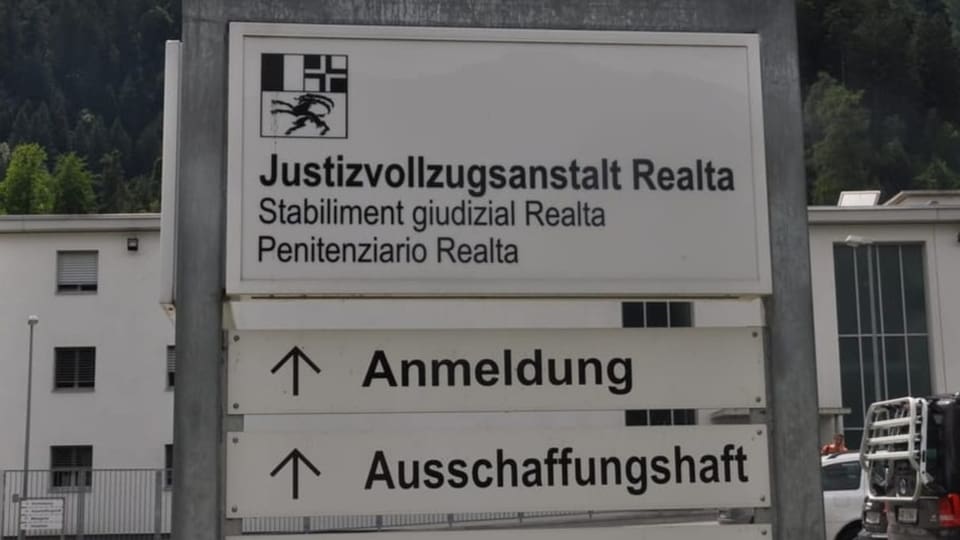 Justizvollzugsanstalt Realta
Stabiliment giudizial Realta
Penitenziario Realta
↑ Anmeldung
↑ Ausschaffungshaft